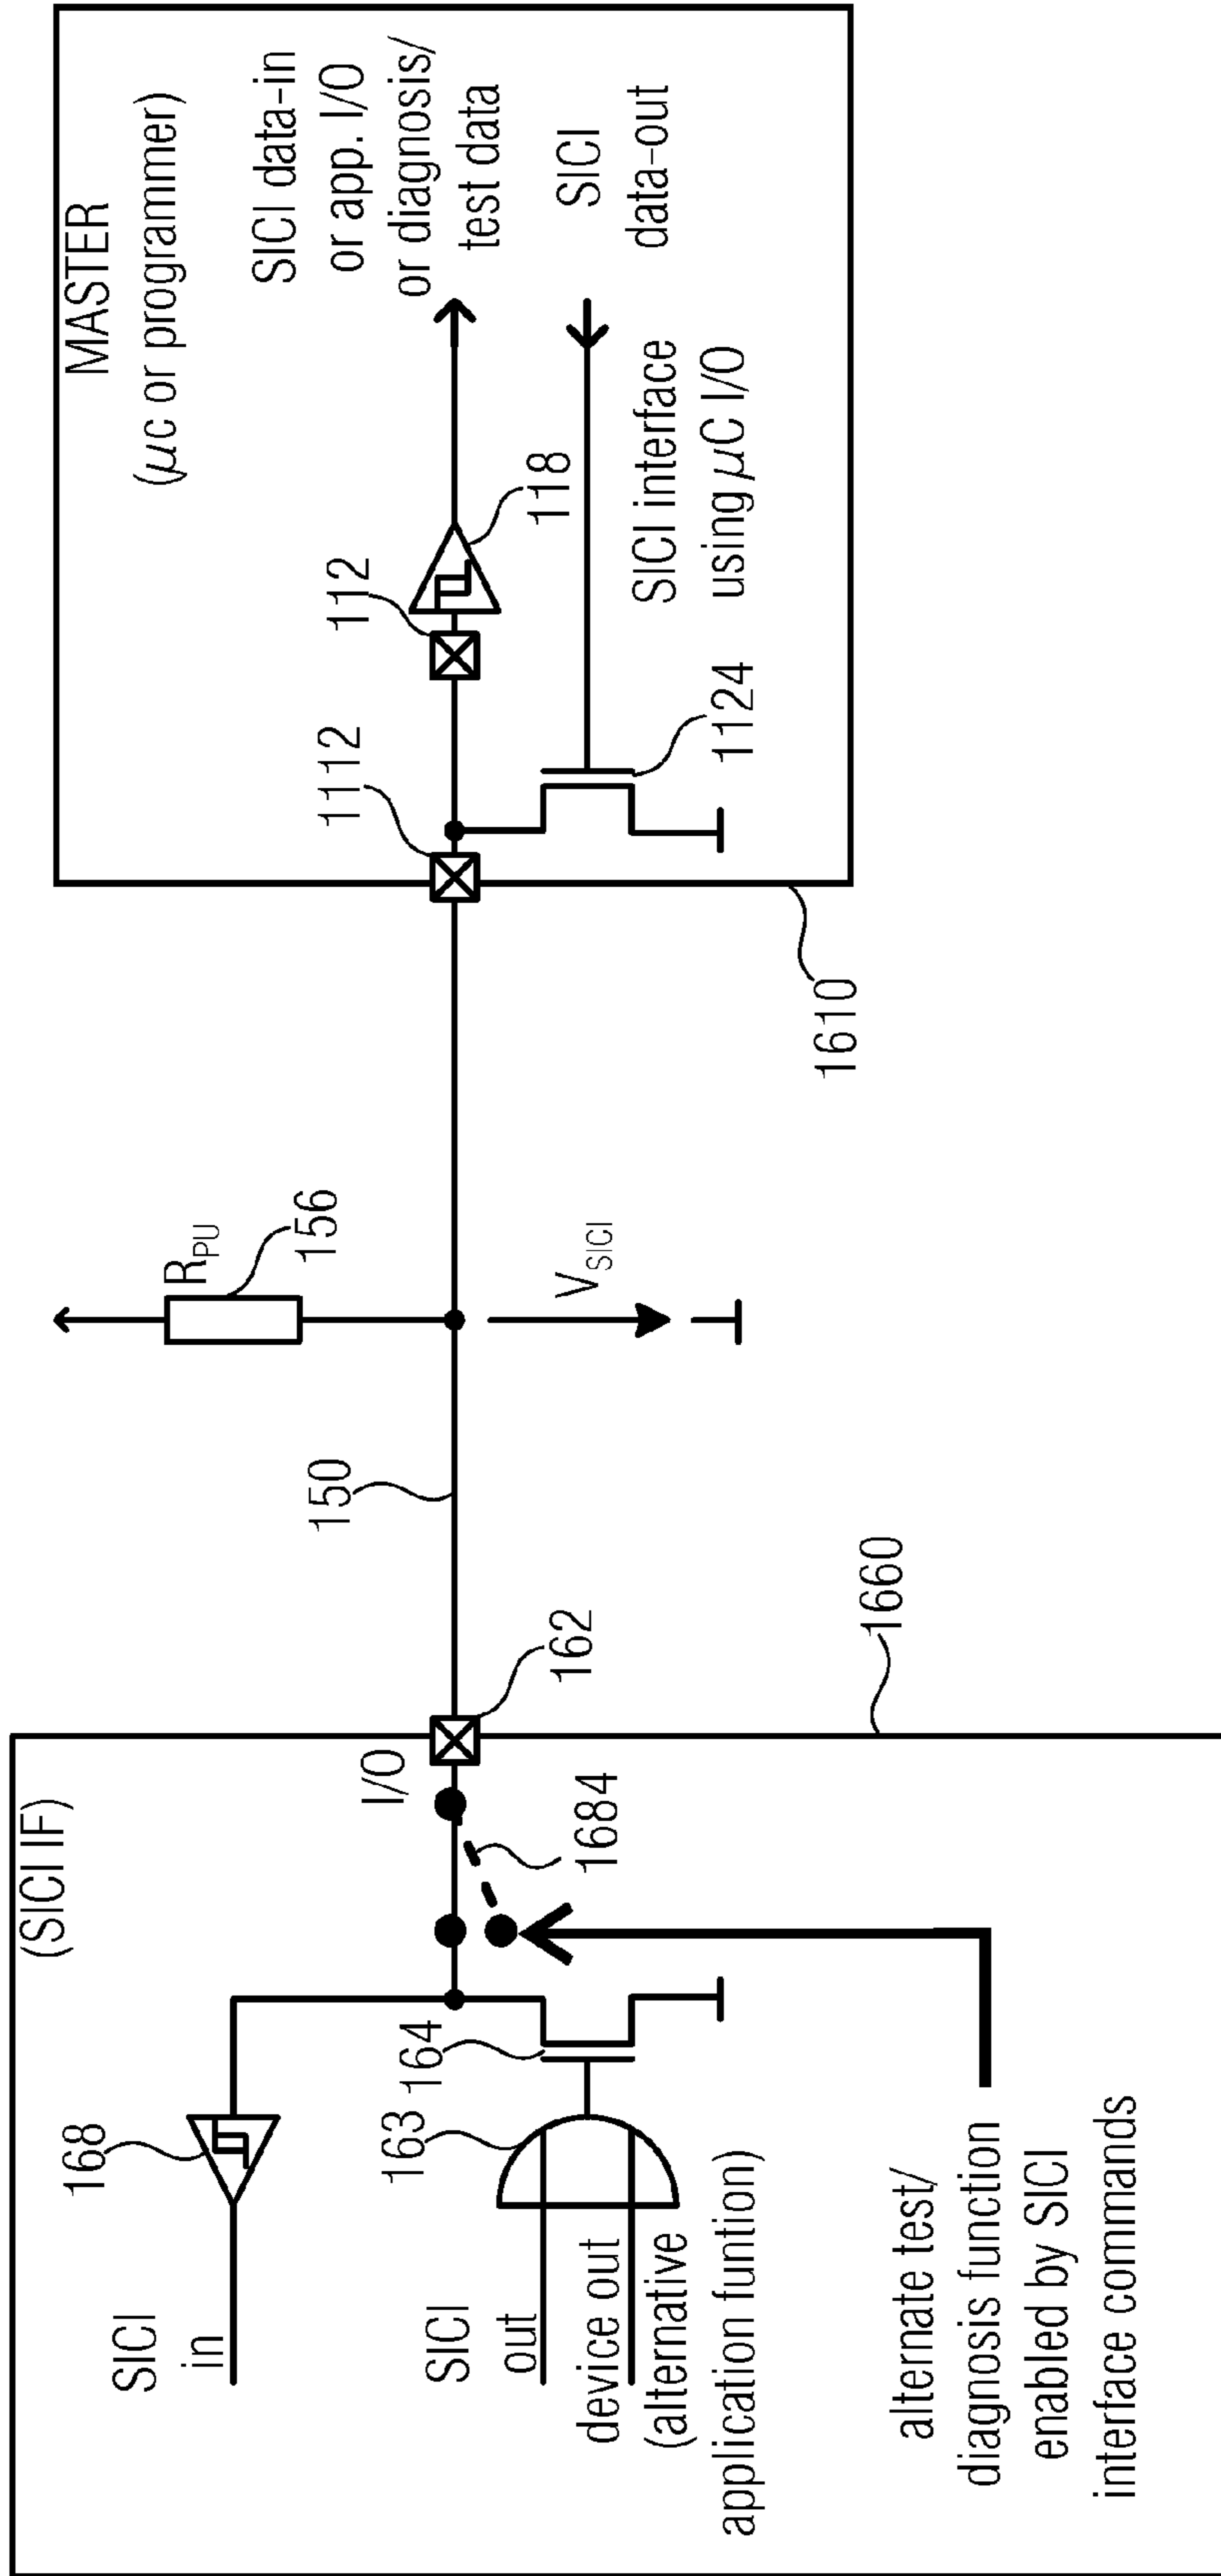 (SICI IF)
SICI
in
168
SICI
out
163
164
device out
(alternative
application funtion)
I/O
1684
162
alternate test/
diagnosis function
enabled by SICI
interface commands
1660
150
RPU
156
VSICI
MASTER
(μc or programmer)
1112
112
118
SICI data-in
or app. I/O
or diagnosis/
test data
SICI
data-out
SICI interface
using μC I/O
1124
1610